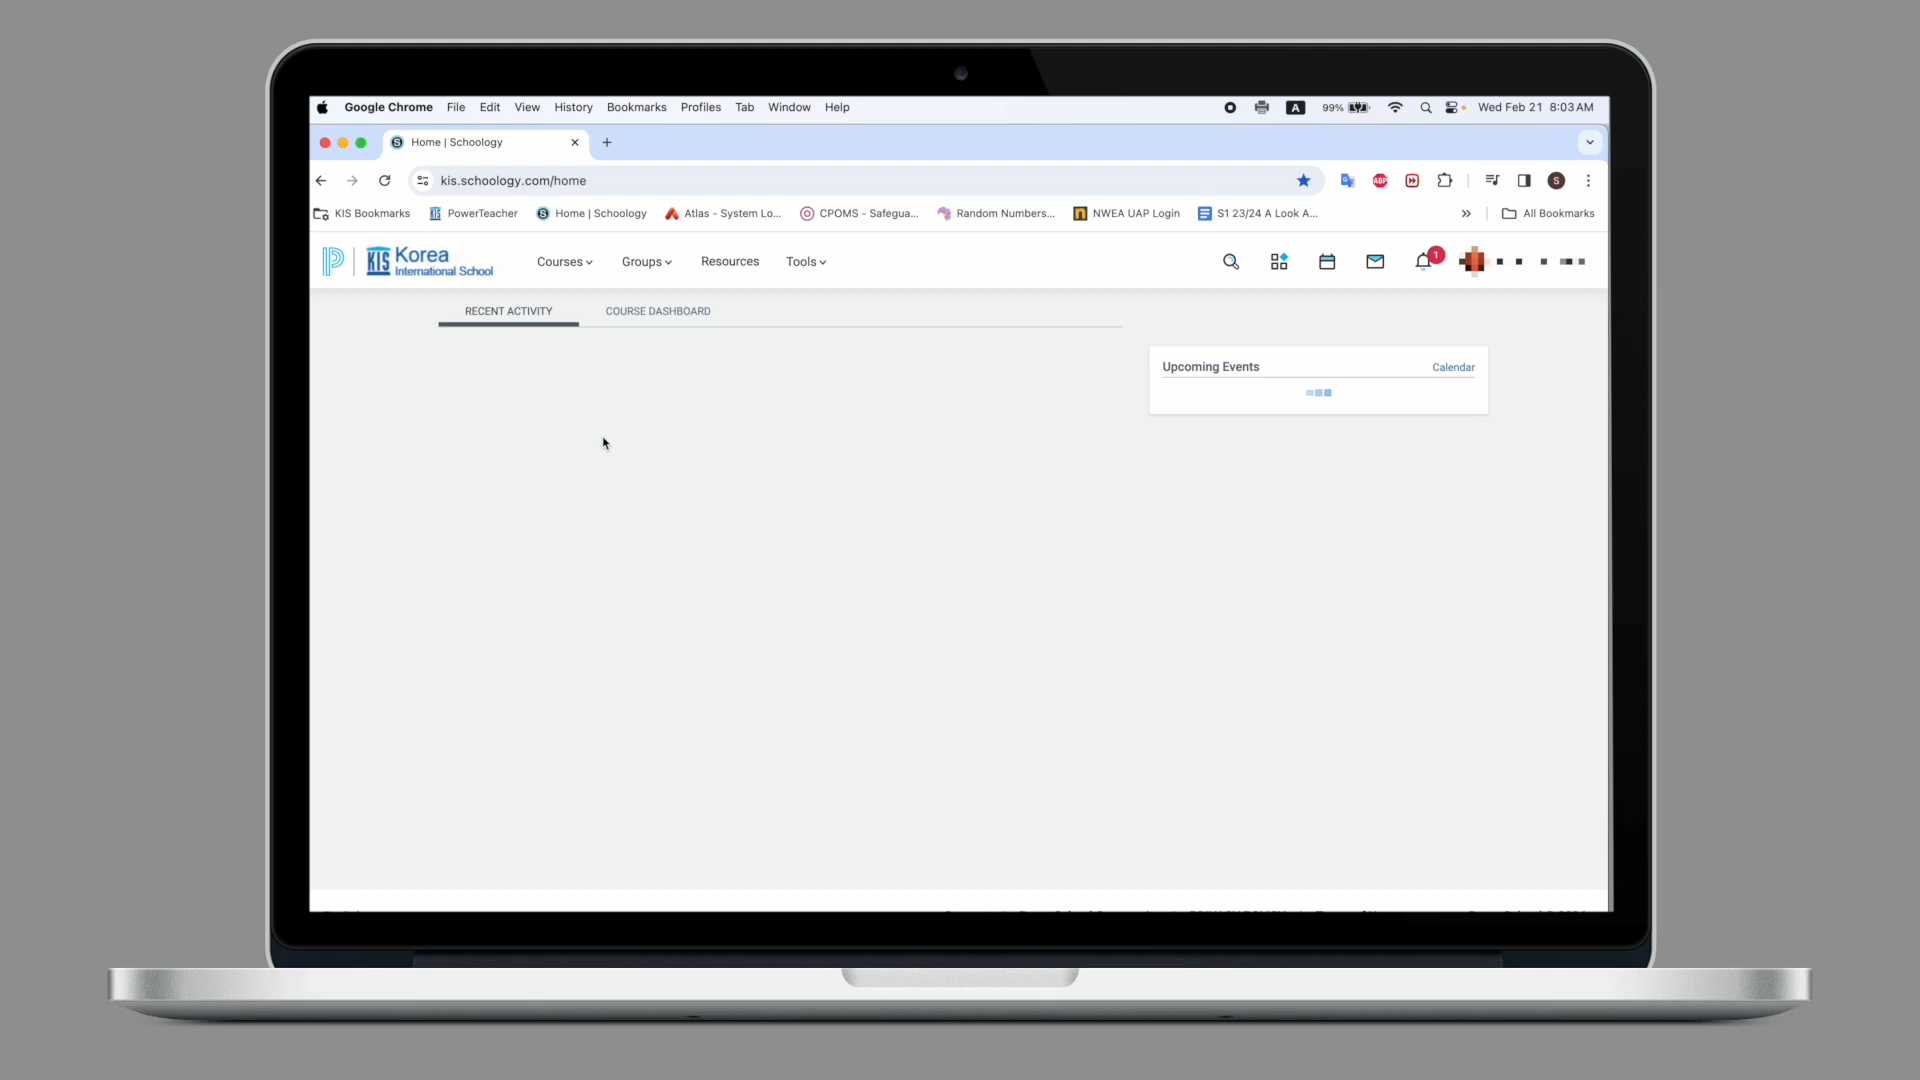 Google Chrome File Edit View History Bookmarks Profiles Tab Window Help A 99% Wed Feb 21 8:03 AM
S Home | Schoology
kis.schoology.com/home ABP S
KIS Bookmarks KIS PowerTeacher S Home | Schoology Atlas - System Lo... CPOMS - Safegua... Random Numbers... NWEA UAP Login S1 23/24 A Look A... All Bookmarks
P KIS Korea International School Courses Groups Resources Tools 1
RECENT ACTIVITY COURSE DASHBOARD
Upcoming Events Calendar